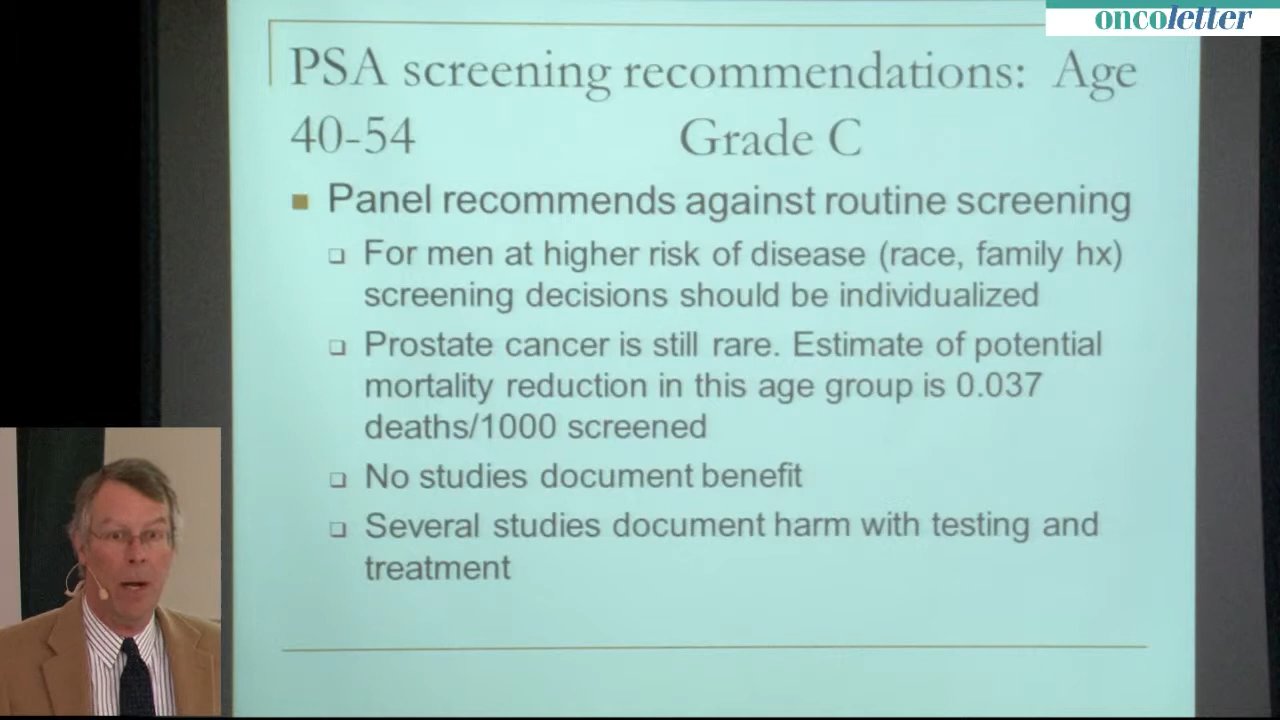 oncoletter
PSA screening recommendations: Age
40-54 Grade C
Panel recommends against routine screening
For men at higher risk of disease (race, family hx)
screening decisions should be individualized
Prostate cancer is still rare. Estimate of potential
mortality reduction in this age group is 0.037
deaths/1000 screened
No studies document benefit
Several studies document harm with testing and
treatment